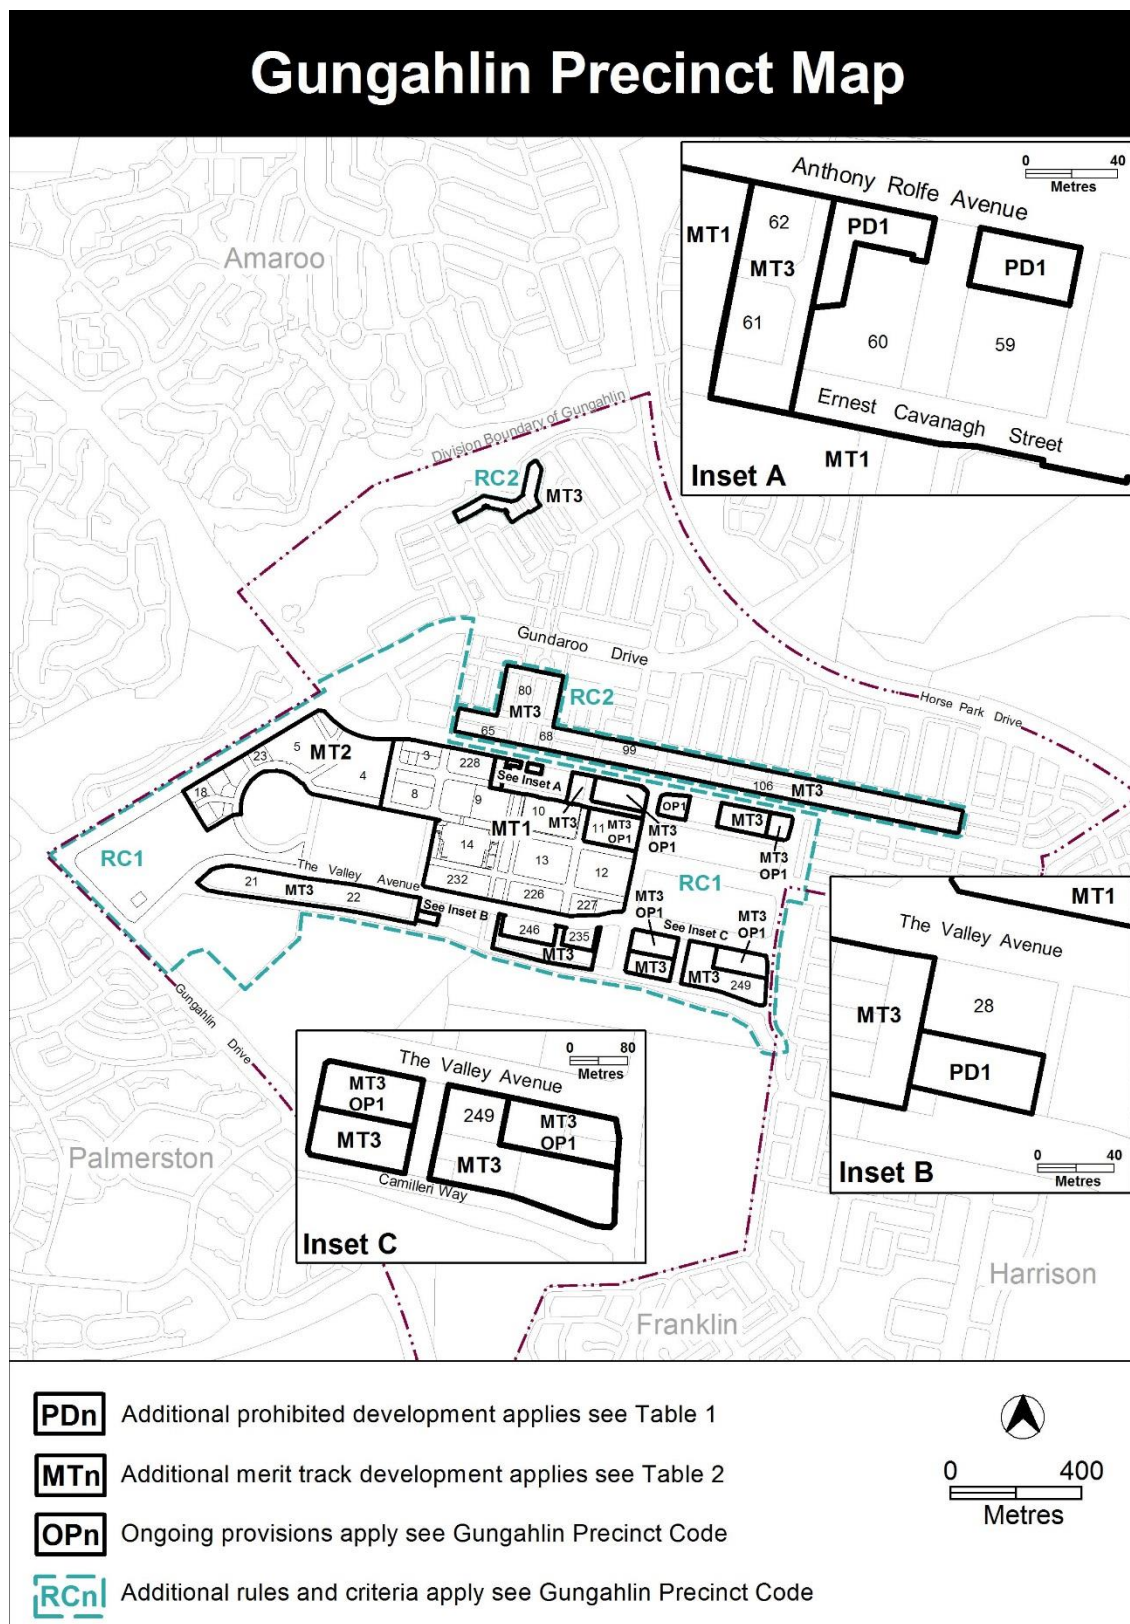 Gungahlin Precinct Map
0 40
Metres
Anthony Rolfe Avenue
62
PD1
MT1
MT3
PD1
61
60
59
Ernest Cavanagh Street
MT1
Inset A
Amaroo
Division Boundary of Gungahlin
RC2
MT3
Gundaroo Drive
Horse Park Drive
80
RC2
MT3
65
68
99
106
MT3
5
MT2
23
4
18
3
228
See Inset A
8
9
10
MT3
MT3
OP1
OP1
MT3
MT3
OP1
MT1
11
MT3
OP1
14
13
12
RC1
RC1
232
226
227
The Valley Avenue
21
MT3
22
See Inset B
246
235
MT3
MT3
OP1
MT3
See Inset C
MT3
OP1
MT3
249
Gungahlin Drive
MT1
The Valley Avenue
28
MT3
PD1
0 40
Metres
Inset B
0 80
Metres
The Valley Avenue
MT3
OP1
249
MT3
OP1
MT3
MT3
Camilleri Way
Inset C
Palmerston
Harrison
Franklin
PDn Additional prohibited development applies see Table 1
MTn Additional merit track development applies see Table 2
OPn Ongoing provisions apply see Gungahlin Precinct Code
RCn Additional rules and criteria apply see Gungahlin Precinct Code
0 400
Metres